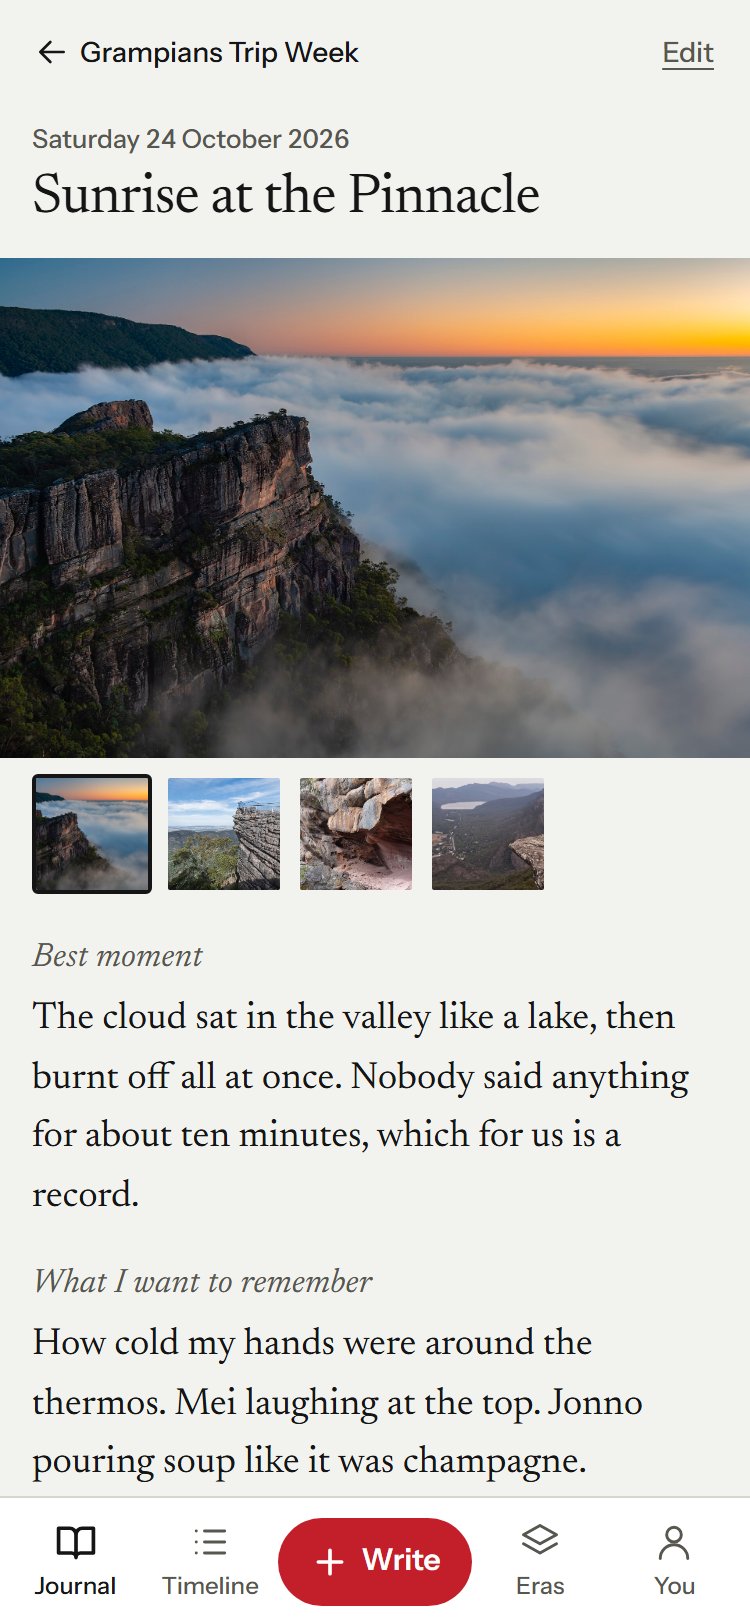 Grampians Trip Week
Edit
Saturday 24 October 2026
Sunrise at the Pinnacle
Best moment
The cloud sat in the valley like a lake, then
burnt off all at once. Nobody said anything
for about ten minutes, which for us is a
record.
What I want to remember
How cold my hands were around the
thermos. Mei laughing at the top. Jonno
pouring soup like it was champagne.
Journal
Timeline
Write
Eras
You